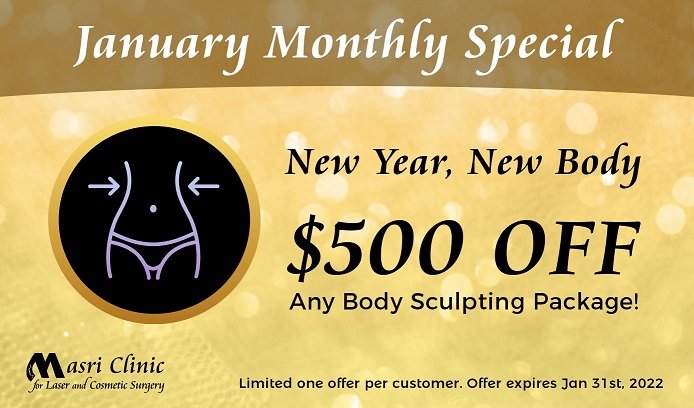 January Monthly Special
New Year, New Body
$500 OFF
Any Body Sculpting Package!
Masri Clinic
for Laser and Cosmetic Surgery
Limited one offer per customer. Offer expires Jan 31st, 2022